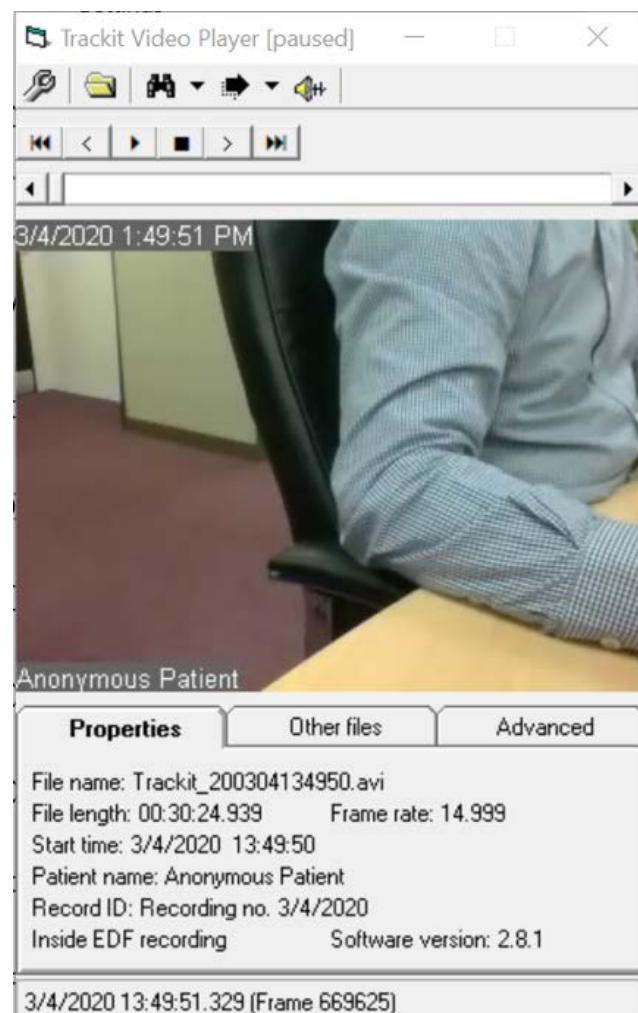 Trackit Video Player [paused]
3/4/2020 1:49:51 PM
Anonymous Patient
Properties Other files Advanced
File name: Trackit_200304134950.avi
File length: 00:30:24.939 Frame rate: 14.999
Start time: 3/4/2020 13:49:50
Patient name: Anonymous Patient
Record ID: Recording no. 3/4/2020
Inside EDF recording Software version: 2.8.1
3/4/2020 13:49:51.329 (Frame 669625)